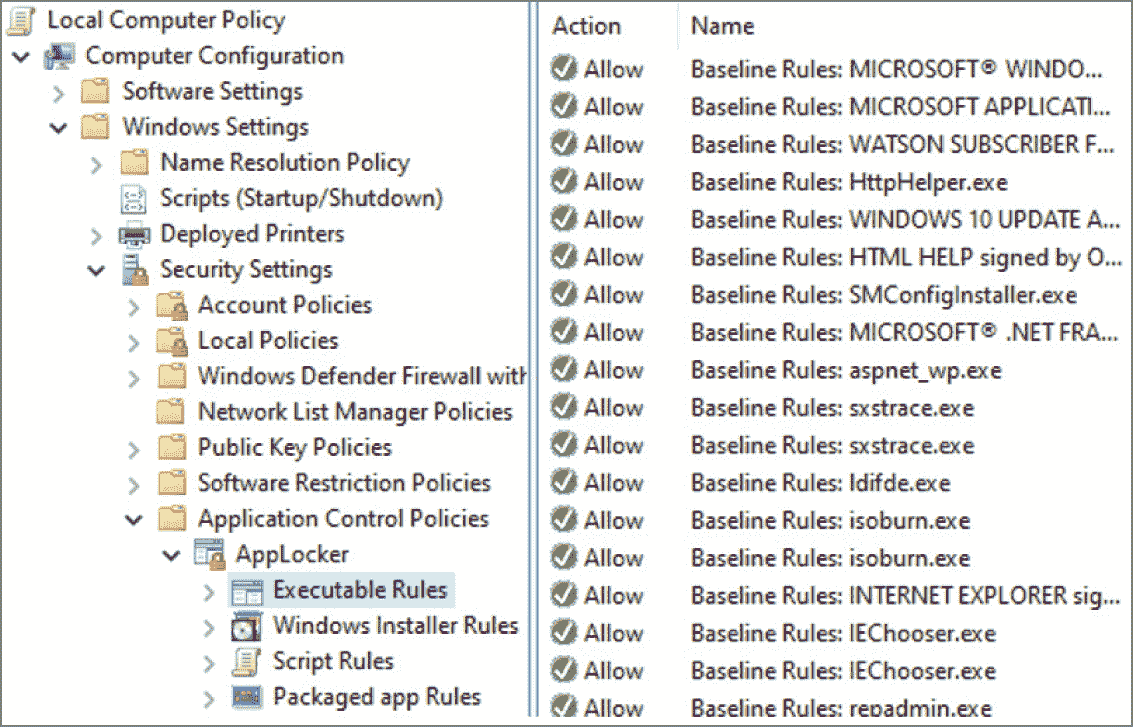 Local Computer Policy
Computer Configuration
Software Settings
Windows Settings
Name Resolution Policy
Scripts (Startup/Shutdown)
Deployed Printers
Security Settings
Account Policies
Local Policies
Windows Defender Firewall with
Network List Manager Policies
Public Key Policies
Software Restriction Policies
Application Control Policies
AppLocker
Executable Rules
Windows Installer Rules
Script Rules
Packaged app Rules
Action Name
Allow Baseline Rules: MICROSOFT® WINDO...
Allow Baseline Rules: MICROSOFT APPLICATI...
Allow Baseline Rules: WATSON SUBSCRIBER F...
Allow Baseline Rules: HttpHelper.exe
Allow Baseline Rules: WINDOWS 10 UPDATE A...
Allow Baseline Rules: HTML HELP signed by O...
Allow Baseline Rules: SMConfigInstaller.exe
Allow Baseline Rules: MICROSOFT® .NET FRA...
Allow Baseline Rules: aspnet_wp.exe
Allow Baseline Rules: sxstrace.exe
Allow Baseline Rules: sxstrace.exe
Allow Baseline Rules: ldifde.exe
Allow Baseline Rules: isoburn.exe
Allow Baseline Rules: isoburn.exe
Allow Baseline Rules: INTERNET EXPLORER sig...
Allow Baseline Rules: IEChooser.exe
Allow Baseline Rules: IEChooser.exe
Allow Baseline Rules: repadmin.exe